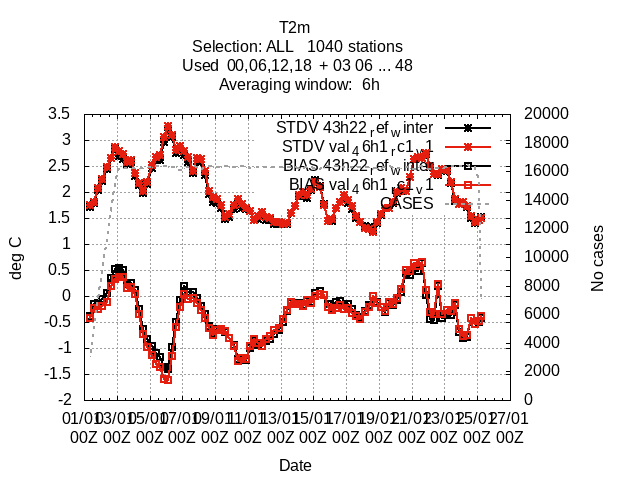 T2m
Selection: ALL 1040 stations
Used 00,06,12,18 + 03 06 ... 48
Averaging window: 6h
3.5
3
2.5
2
1.5
1
0.5
0
-0.5
-1
-1.5
-2
deg C
20000
18000
16000
14000
12000
10000
8000
6000
4000
2000
0
No cases
STDV 43h22_ref_winter
STDV val_46h1_rc1_v1
BIAS 43h22_ref_winter
BIAS val_46h1_rc1_v1
CASES
01/01 03/01 05/01 07/01 09/01 11/01 13/01 15/01 17/01 19/01 21/01 23/01 25/01 27/01
00Z 00Z 00Z 00Z 00Z 00Z 00Z 00Z 00Z 00Z 00Z 00Z 00Z 00Z
Date